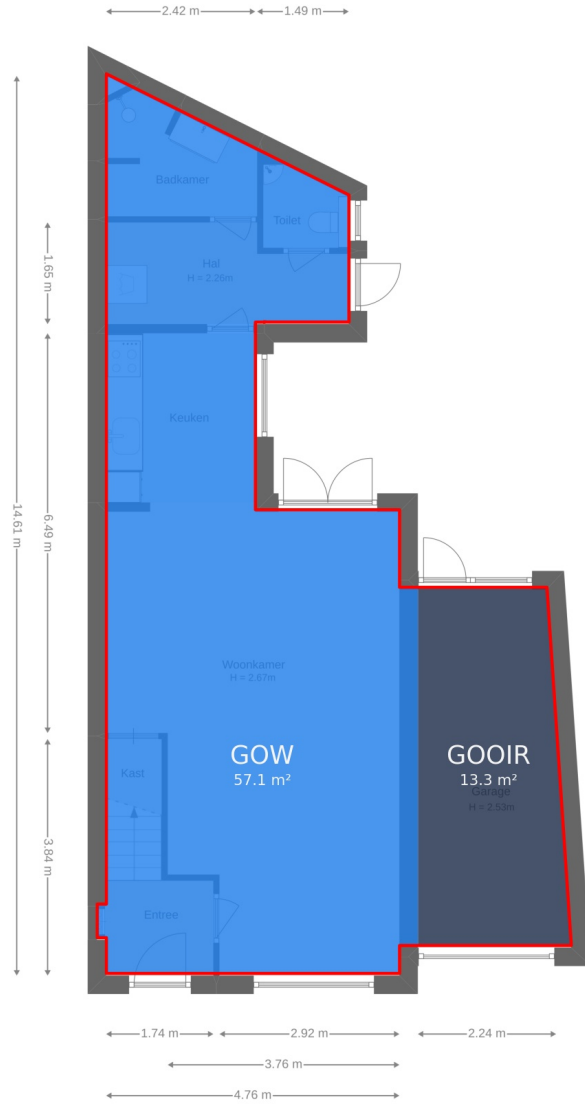 2.42 m
1.49 m
Badkamer
Toilet
1.65 m
Hal
H = 2.26m
Keuken
14.61 m
6.49 m
Woonkamer
H = 2.67m
GOW
57.1 m²
GOOIR
13.3 m²
Garage
H = 2.53m
Kast
3.84 m
Entree
1.74 m
2.92 m
2.24 m
3.76 m
4.76 m